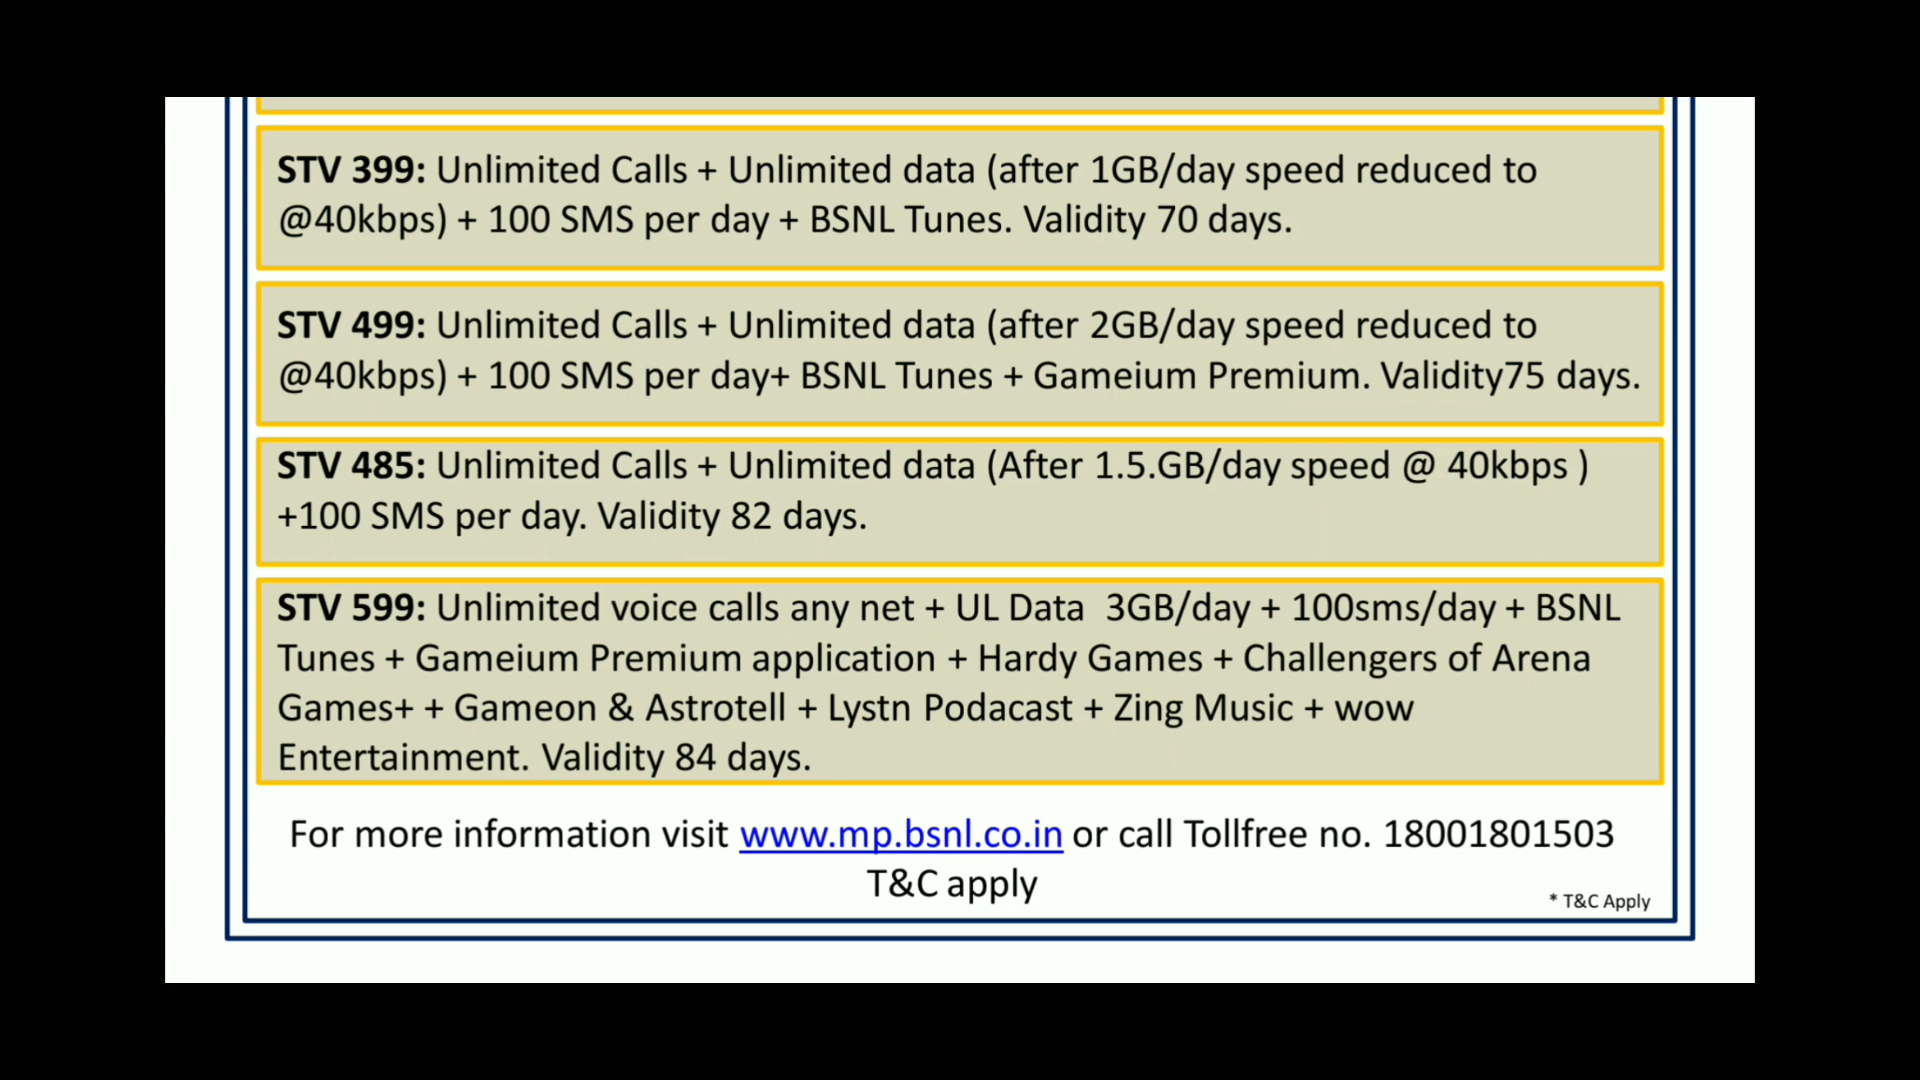 STV 399: Unlimited Calls + Unlimited data (after 1GB/day speed reduced to
@40kbps) + 100 SMS per day + BSNL Tunes. Validity 70 days.
STV 499: Unlimited Calls + Unlimited data (after 2GB/day speed reduced to
@40kbps) + 100 SMS per day+ BSNL Tunes + Gameium Premium. Validity75 days.
STV 485: Unlimited Calls + Unlimited data (After 1.5.GB/day speed @ 40kbps )
+100 SMS per day. Validity 82 days.
STV 599: Unlimited voice calls any net + UL Data  3GB/day + 100sms/day + BSNL
Tunes + Gameium Premium application + Hardy Games + Challengers of Arena
Games+ + Gameon & Astrotell + Lystn Podacast + Zing Music + wow
Entertainment. Validity 84 days.
For more information visit www.mp.bsnl.co.in or call Tollfree no. 18001801503
T&C apply
* T&C Apply